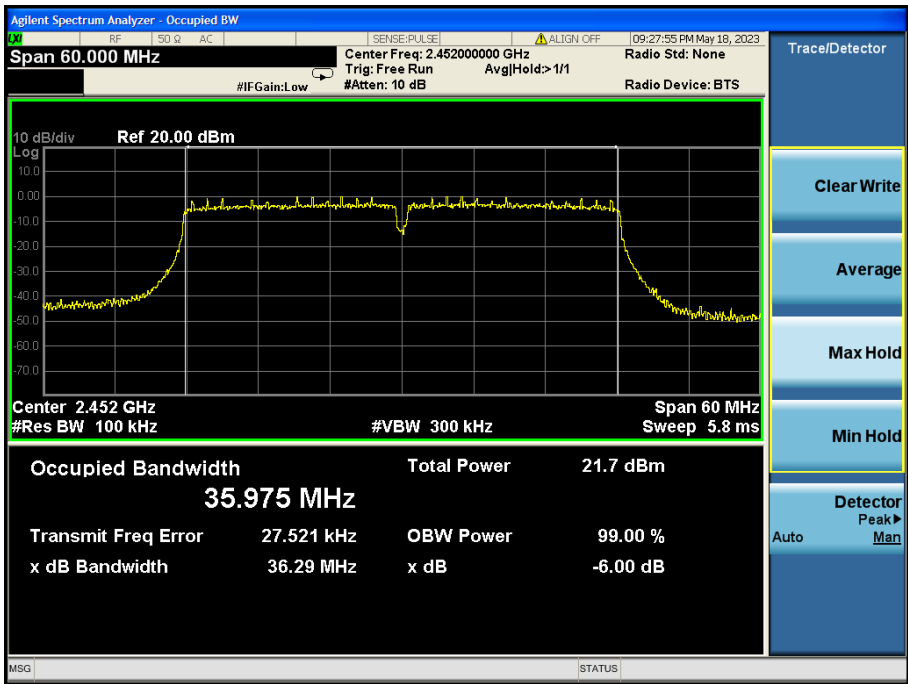 Agilent Spectrum Analyzer - Occupied BW
LXI RF 50 Ω AC SENSE:PULSE ALIGN OFF 09:27:55 PM May 18, 2023
Span 60.000 MHz Center Freq: 2.452000000 GHz Radio Std: None
Trig: Free Run Avg|Hold:>1/1
#IFGain:Low #Atten: 10 dB Radio Device: BTS
10 dB/div Ref 20.00 dBm
Log
10.0
0.00
-10.0
-20.0
-30.0
-40.0
-50.0
-60.0
-70.0
Center 2.452 GHz Span 60 MHz
#Res BW 100 kHz #VBW 300 kHz Sweep 5.8 ms
Occupied Bandwidth Total Power 21.7 dBm
35.975 MHz
Transmit Freq Error 27.521 kHz OBW Power 99.00 %
x dB Bandwidth 36.29 MHz x dB -6.00 dB
MSG STATUS
Trace/Detector
Clear Write
Average
Max Hold
Min Hold
Detector
Peak▶
Auto Man